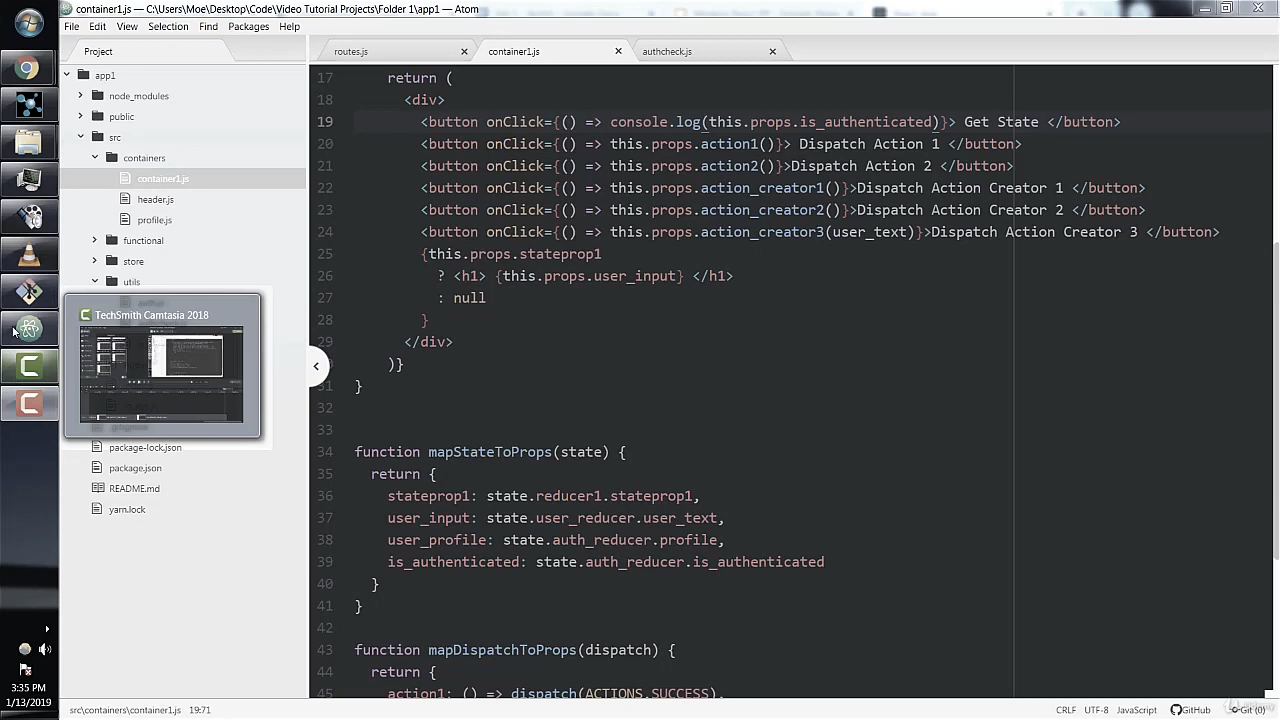 container1.js — C:\Users\Moe\Desktop\Code\Video Tutorial Projects\Folder 1\app1 — Atom
File Edit View Selection Find Packages Help
Project
routes.js
container1.js
authcheck.js
app1
node_modules
public
src
containers
container1.js
header.js
profile.js
functional
store
utils
TechSmith Camtasia 2018
package-lock.json
package.json
README.md
yarn.lock
17 return (
18 <div>
19 <button onClick={() => console.log(this.props.is_authenticated)}> Get State </button>
20 <button onClick={() => this.props.action1()}> Dispatch Action 1 </button>
21 <button onClick={() => this.props.action2()}>Dispatch Action 2 </button>
22 <button onClick={() => this.props.action_creator1()}>Dispatch Action Creator 1 </button>
23 <button onClick={() => this.props.action_creator2()}>Dispatch Action Creator 2 </button>
24 <button onClick={() => this.props.action_creator3(user_text)}>Dispatch Action Creator 3 </button>
25 {this.props.stateprop1
26 ? <h1> {this.props.user_input} </h1>
27 : null
28 }
29 </div>
)}
31 }
32
33
34 function mapStateToProps(state) {
35 return {
36 stateprop1: state.reducer1.stateprop1,
37 user_input: state.user_reducer.user_text,
38 user_profile: state.auth_reducer.profile,
39 is_authenticated: state.auth_reducer.is_authenticated
40 }
41 }
42
43 function mapDispatchToProps(dispatch) {
44 return {
45 action1: () => dispatch(ACTIONS.SUCCESS),
3:35 PM
1/13/2019
src\containers\container1.js 19:71
CRLF UTF-8 JavaScript GitHub Git (0)